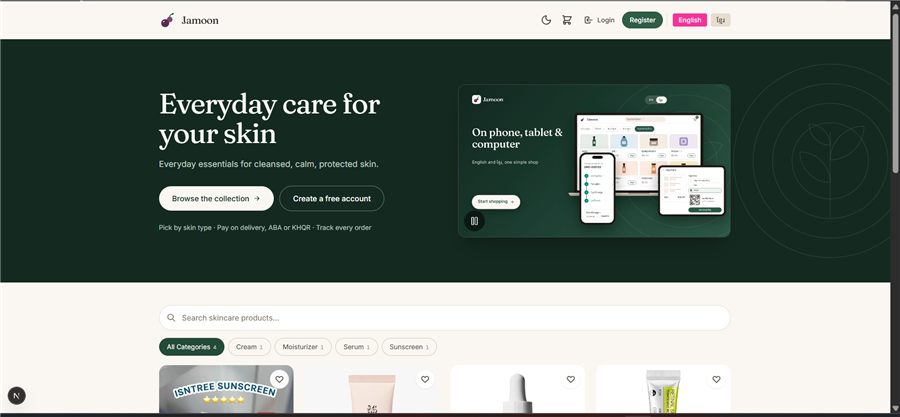 Jamoon
Login
Register
English
ខ្មែរ
Everyday care for
your skin
Everyday essentials for cleansed, calm, protected skin.
Browse the collection →
Create a free account
Pick by skin type · Pay on delivery, ABA or KHQR · Track every order
Jamoon
On phone, tablet &
computer
English and ខ្មែរ, one simple shop
Start shopping →
Search skincare products...
All Categories 4
Cream 1
Moisturizer 1
Serum 1
Sunscreen 1
ISNTREE SUNSCREEN
N